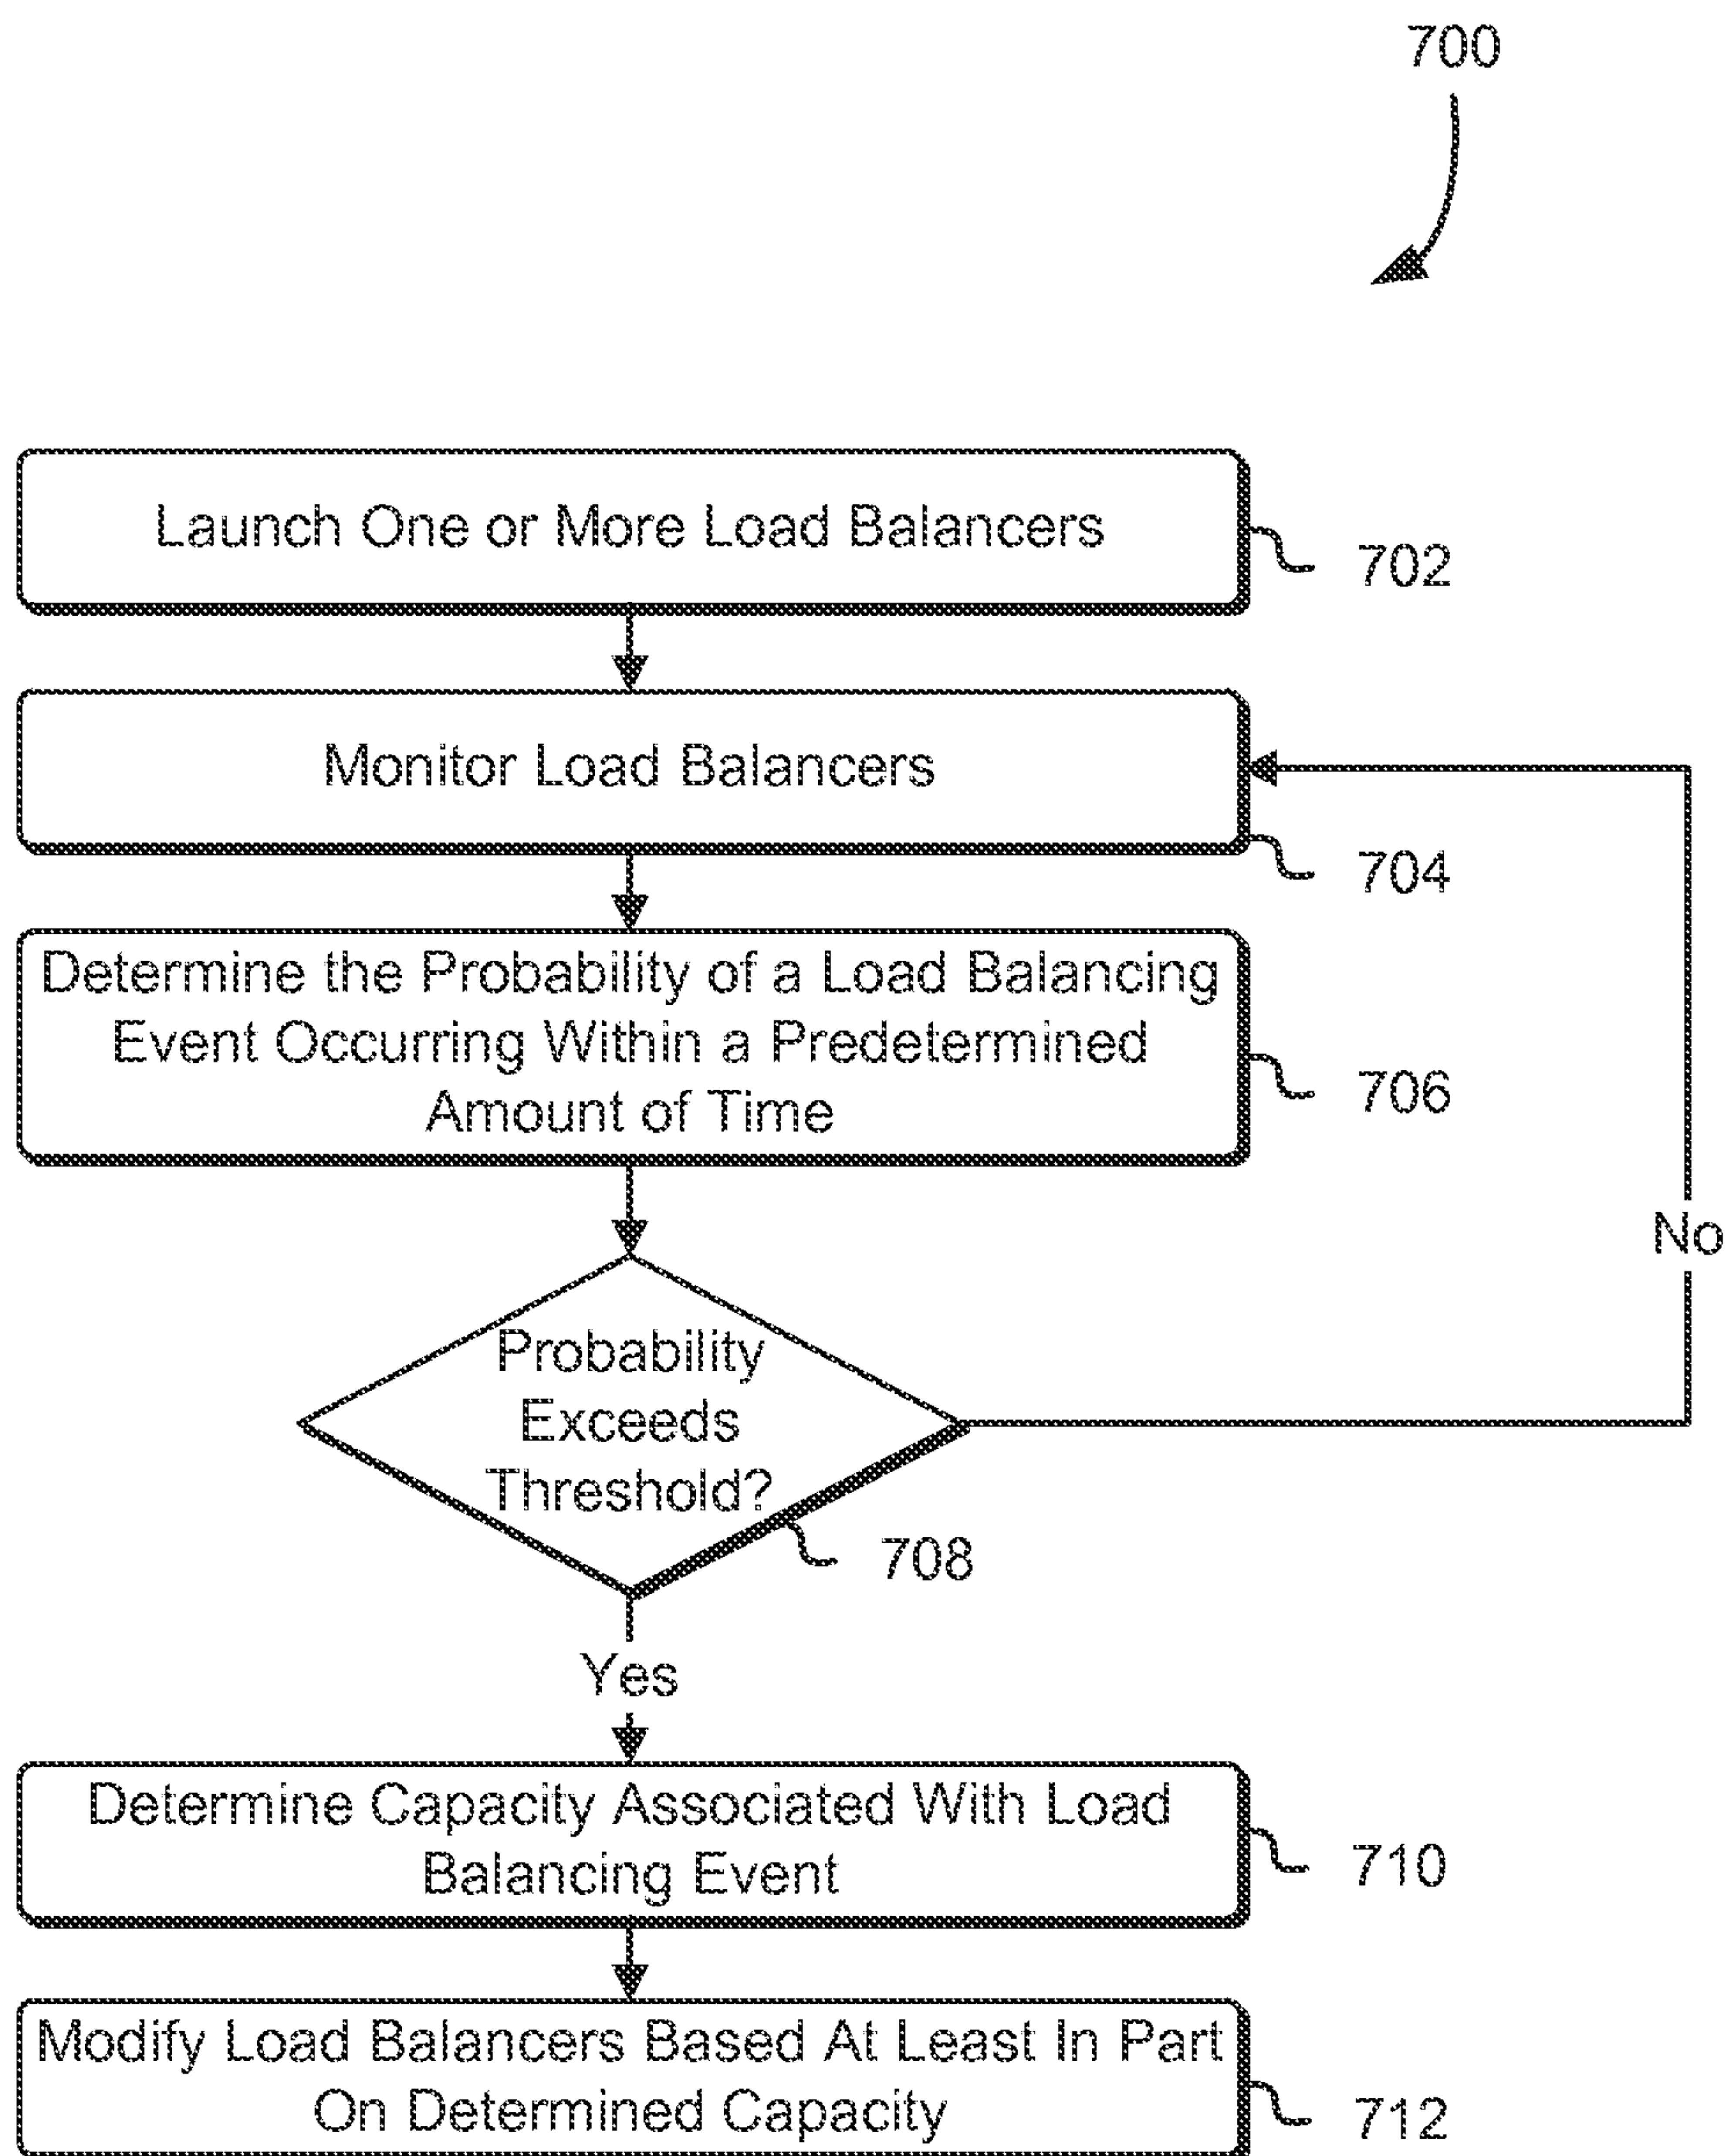 700
Launch One or More Load Balancers
702
Monitor Load Balancers
704
Determine the Probability of a Load Balancing
Event Occurring Within a Predetermined
Amount of Time
706
No
Probability
Exceeds
Threshold?
708
Yes
Determine Capacity Associated With Load
Balancing Event
710
Modify Load Balancers Based At Least In Part
On Determined Capacity
712